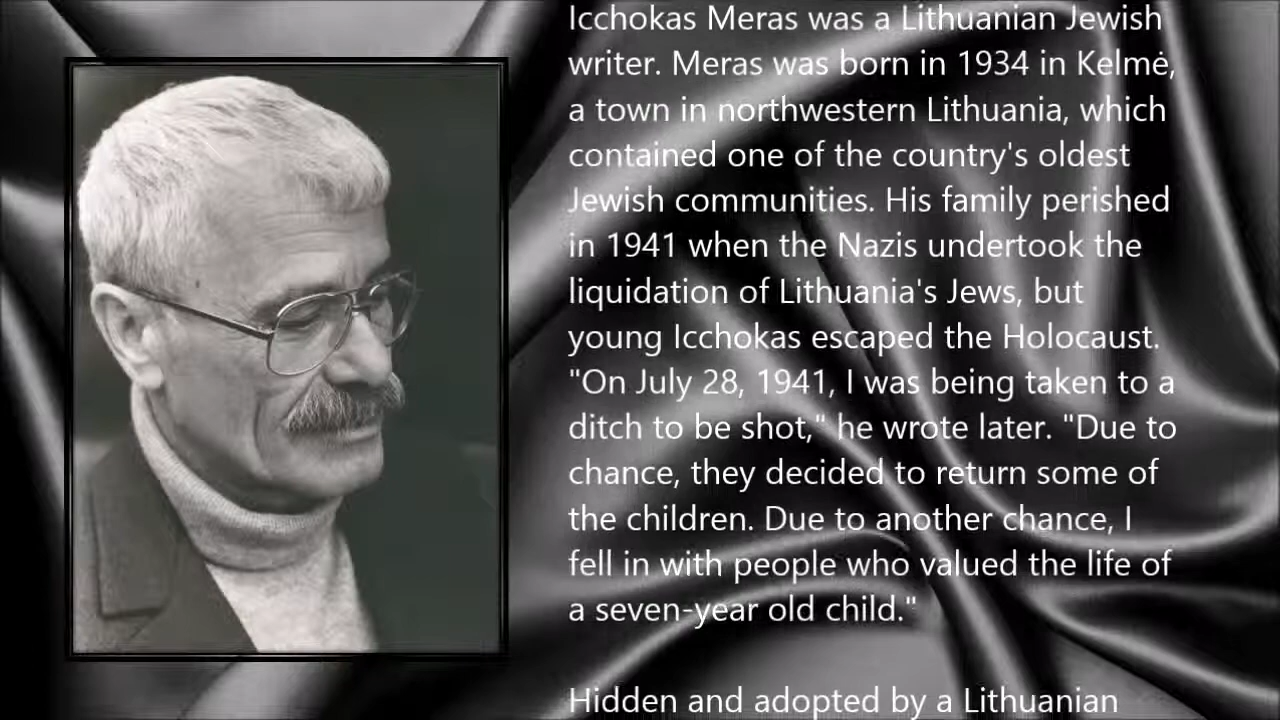 Icchokas Meras was a Lithuanian Jewish
writer. Meras was born in 1934 in Kelmė,
a town in northwestern Lithuania, which
contained one of the country's oldest
Jewish communities. His family perished
in 1941 when the Nazis undertook the
liquidation of Lithuania's Jews, but
young Icchokas escaped the Holocaust.
"On July 28, 1941, I was being taken to a
ditch to be shot," he wrote later. "Due to
chance, they decided to return some of
the children. Due to another chance, I
fell in with people who valued the life of
a seven-year old child."
Hidden and adopted by a Lithuanian